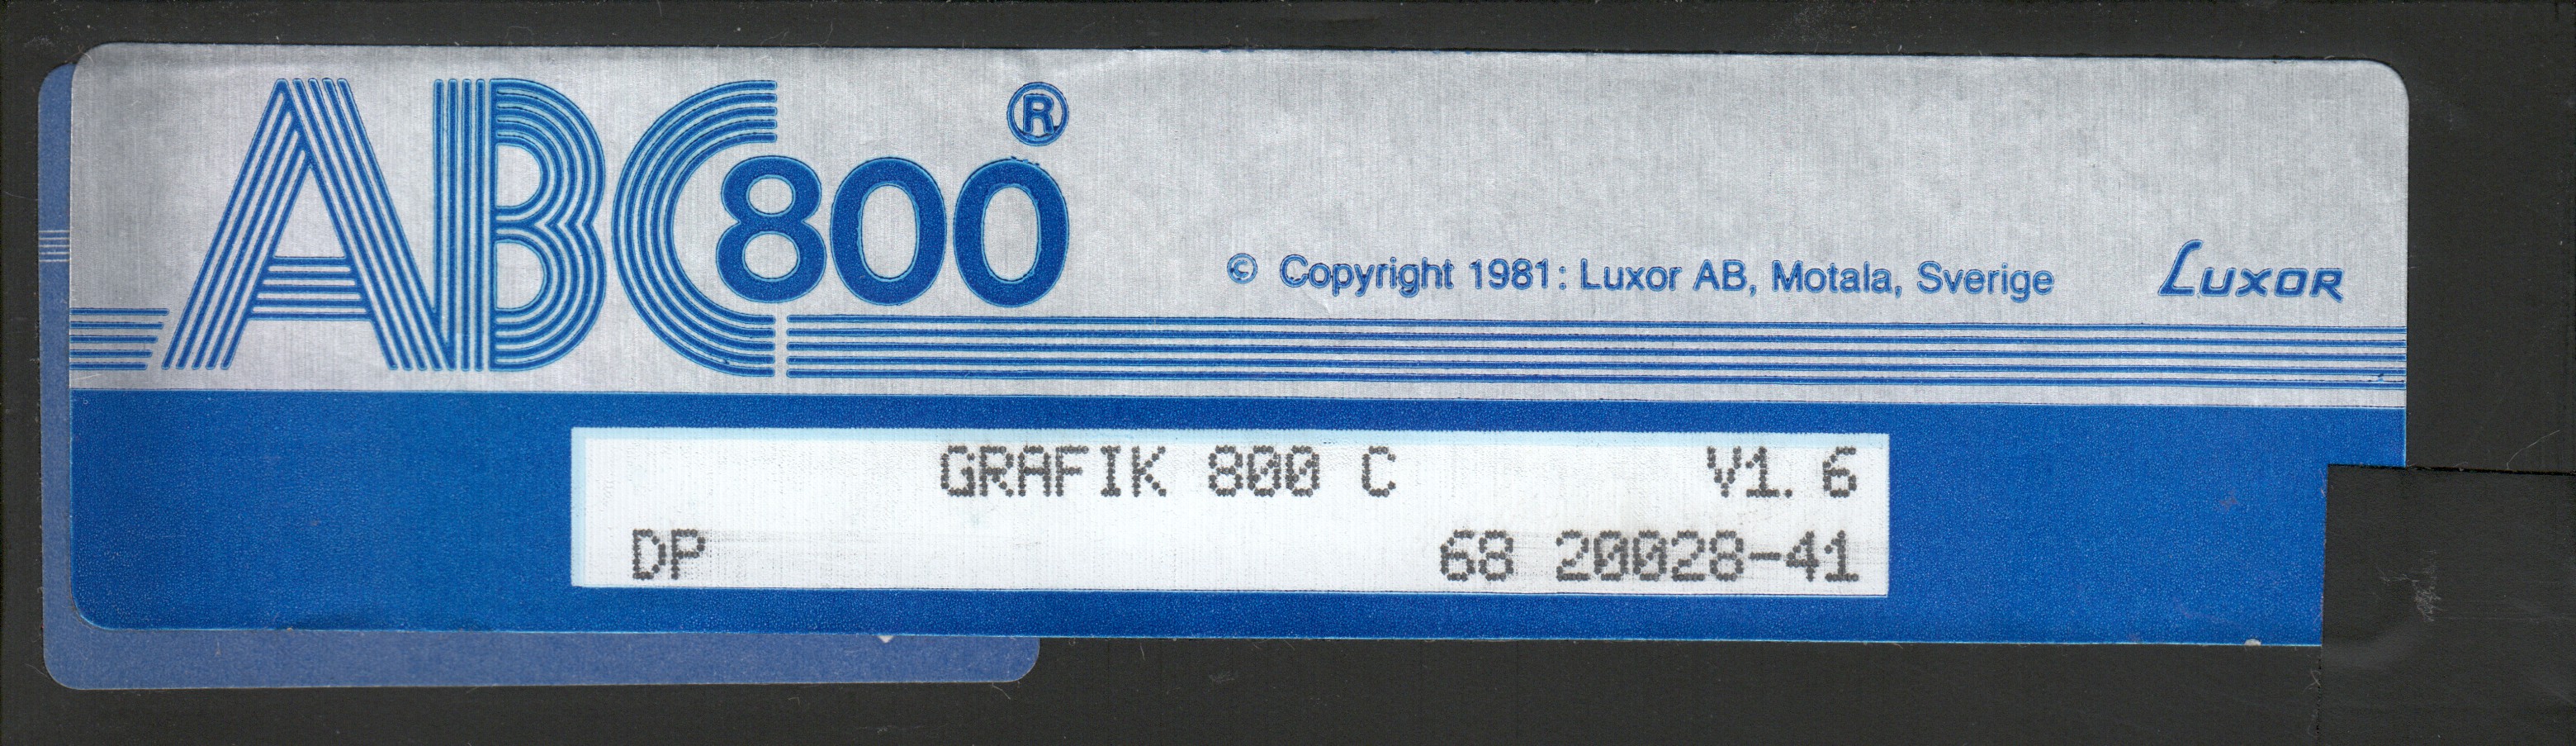 ABC800®
© Copyright 1981: Luxor AB, Motala, Sverige
LUXOR
GRAFIK 800 C V1.6
DP 68 20028-41